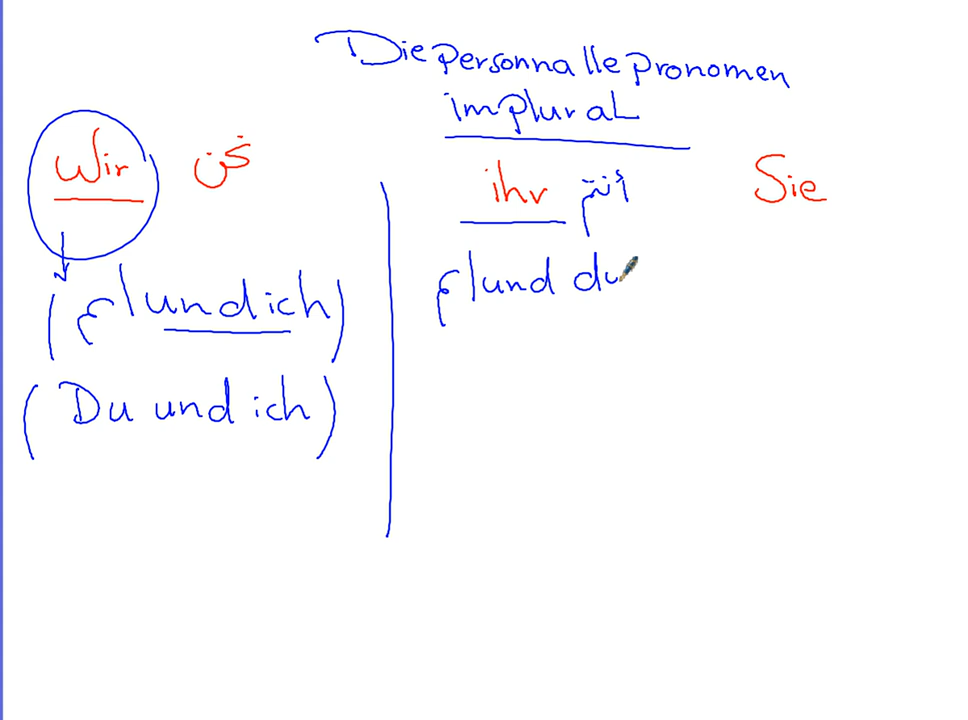 Die personnalle pronomen
im plural
Wir نحن
ihr أنتم
Sie
und ich)
(Du und ich)
und du